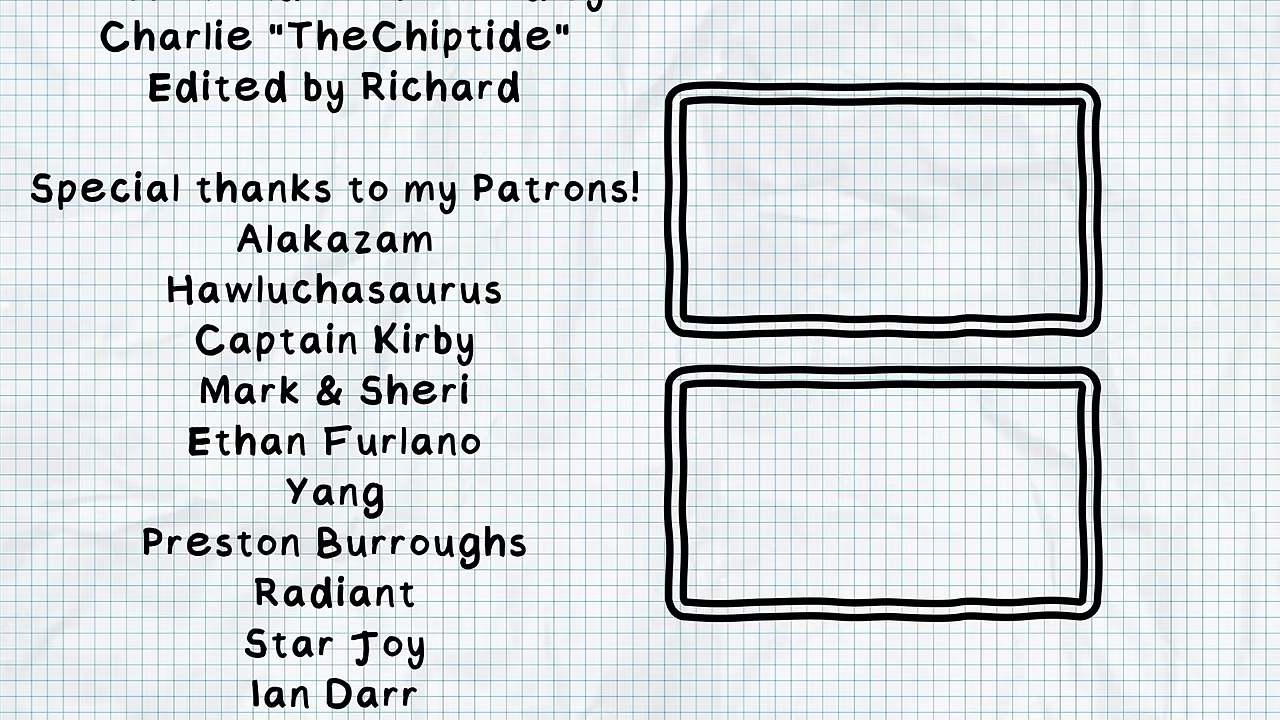 Charlie "TheChiptide"
Edited by Richard
Special thanks to my Patrons!
Alakazam
Hawluchasaurus
Captain Kirby
Mark & Sheri
Ethan Furlano
Yang
Preston Burroughs
Radiant
Star Joy
Ian Darr